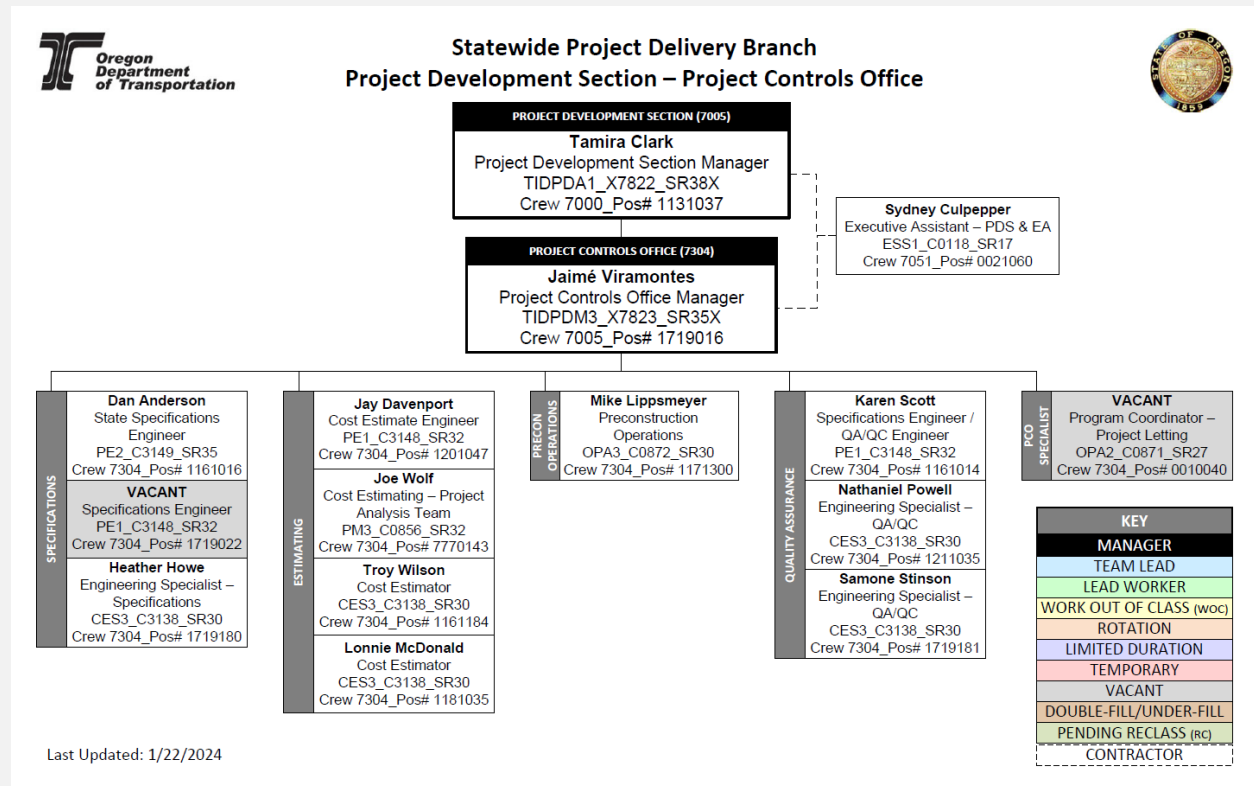 Oregon
Department
of Transportation
Statewide Project Delivery Branch
Project Development Section – Project Controls Office
STATE OF OREGON
1859
PROJECT DEVELOPMENT SECTION (7005)
Tamira Clark
Project Development Section Manager
TIDPDA1_X7822_SR38X
Crew 7000_Pos# 1131037
Sydney Culpepper
Executive Assistant – PDS & EA
ESS1_C0118_SR17
Crew 7051_Pos# 0021060
PROJECT CONTROLS OFFICE (7304)
Jaimé Viramontes
Project Controls Office Manager
TIDPDM3_X7823_SR35X
Crew 7005_Pos# 1719016
SPECIFICATIONS
Dan Anderson
State Specifications
Engineer
PE2_C3149_SR35
Crew 7304_Pos# 1161016
VACANT
Specifications Engineer
PE1_C3148_SR32
Crew 7304_Pos# 1719022
Heather Howe
Engineering Specialist –
Specifications
CES3_C3138_SR30
Crew 7304_Pos# 1719180
ESTIMATING
Jay Davenport
Cost Estimate Engineer
PE1_C3148_SR32
Crew 7304_Pos# 1201047
Joe Wolf
Cost Estimating – Project
Analysis Team
PM3_C0856_SR32
Crew 7304_Pos# 7770143
Troy Wilson
Cost Estimator
CES3_C3138_SR30
Crew 7304_Pos# 1161184
Lonnie McDonald
Cost Estimator
CES3_C3138_SR30
Crew 7304_Pos# 1181035
PRECON
OPERATIONS
Mike Lippsmeyer
Preconstruction
Operations
OPA3_C0872_SR30
Crew 7304_Pos# 1171300
QUALITY ASSURANCE
Karen Scott
Specifications Engineer /
QA/QC Engineer
PE1_C3148_SR32
Crew 7304_Pos# 1161014
Nathaniel Powell
Engineering Specialist –
QA/QC
CES3_C3138_SR30
Crew 7304_Pos# 1211035
Samone Stinson
Engineering Specialist –
QA/QC
CES3_C3138_SR30
Crew 7304_Pos# 1719181
PCO
SPECIALIST
VACANT
Program Coordinator –
Project Letting
OPA2_C0871_SR27
Crew 7304_Pos# 0010040
KEY
MANAGER
TEAM LEAD
LEAD WORKER
WORK OUT OF CLASS (WOC)
ROTATION
LIMITED DURATION
TEMPORARY
VACANT
DOUBLE-FILL/UNDER-FILL
PENDING RECLASS (RC)
CONTRACTOR
Last Updated: 1/22/2024